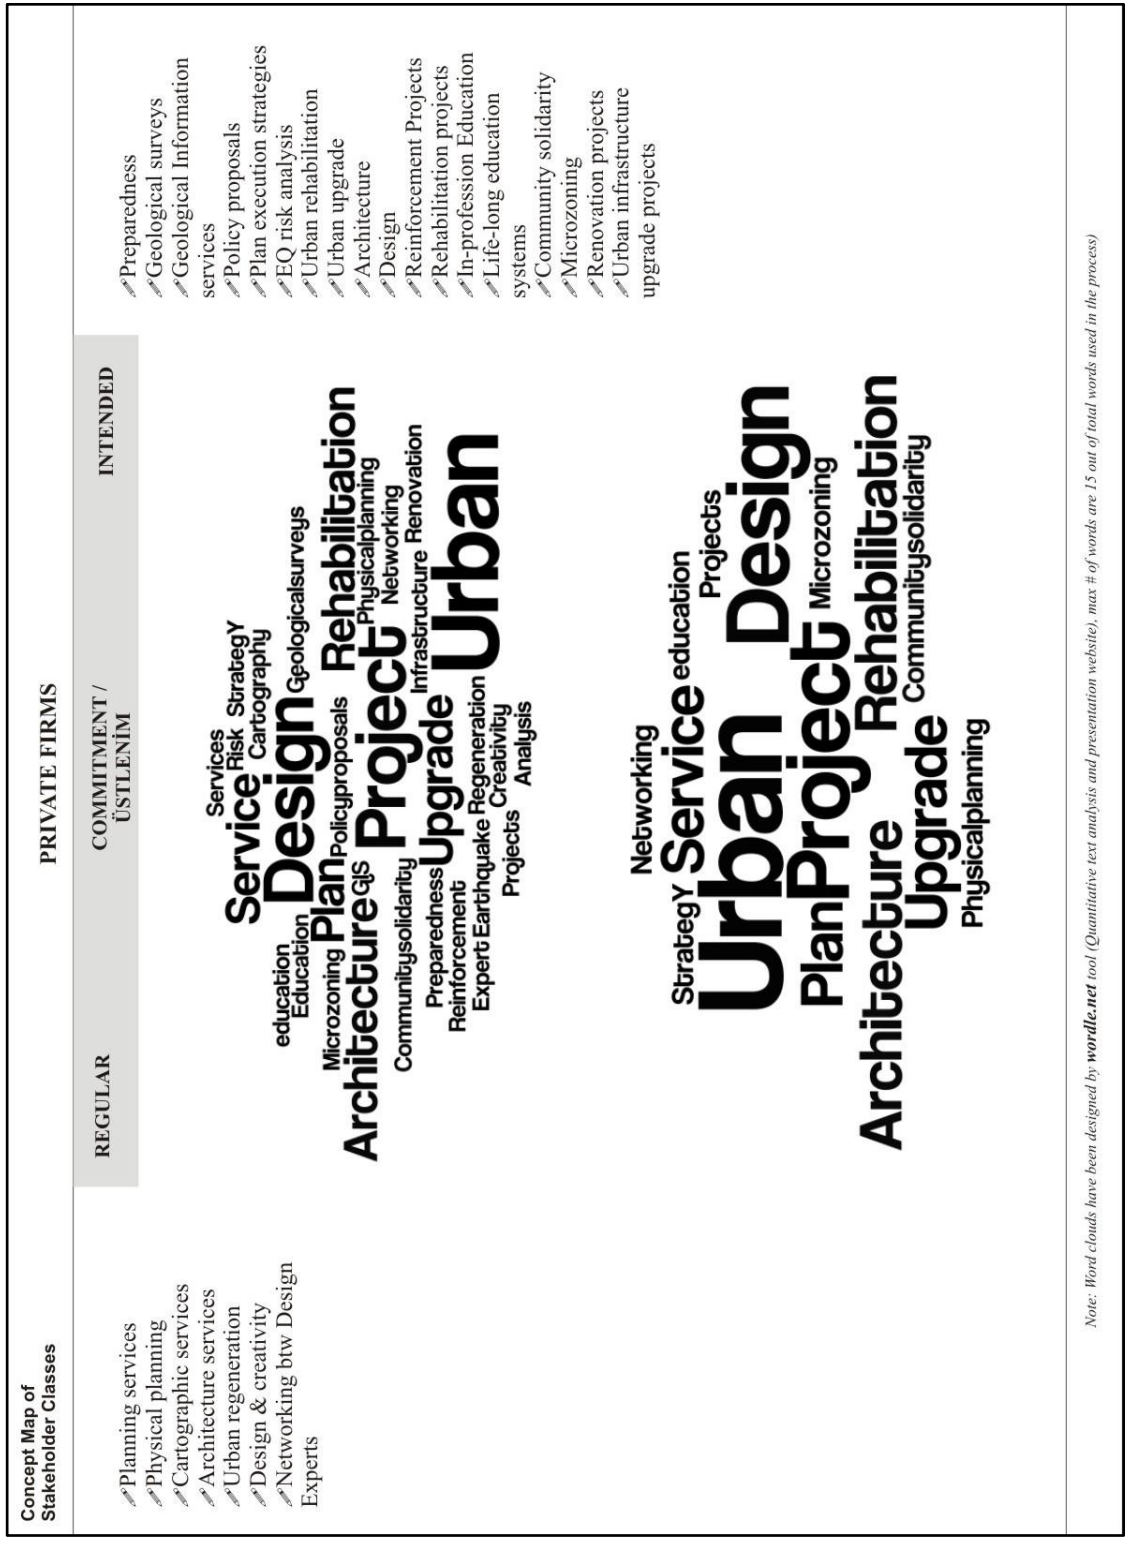 Concept Map of
Stakeholder Classes
PRIVATE FIRMS
REGULAR
COMMITMENT /
ÜSTLENİM
INTENDED
Planning services
Physical planning
Cartographic services
Architecture services
Urban regeneration
Design & creativity
Networking btw Design
Experts
Services
Service Risk StrategY
Cartography
education
Education Design Geologicalsurveys
Microzoning Plan Policyproposals Rehabilitation
Architecture GIS Project Physicalplanning
Networking
Communitysolidarity Infrastructure Renovation
Preparedness Upgrade Urban
Reinforcement
Expert Earthquake Regeneration
Creativity
Projects Analysis
Networking
StrategY Service education
Projects
Urban Design
Plan Project Microzoning
Architecture Rehabilitation
Upgrade Communitysolidarity
Physicalplanning
Preparedness
Geological surveys
Geological Information
services
Policy proposals
Plan execution strategies
EQ risk analysis
Urban rehabilitation
Urban upgrade
Architecture
Design
Reinforcement Projects
Rehabilitation projects
In-profession Education
Life-long education
systems
Community solidarity
Microzoning
Renovation projects
Urban infrastructure
upgrade projects
Note: Word clouds have been designed by wordle.net tool (Quantitative text analysis and presentation website), max # of words are 15 out of total words used in the process)